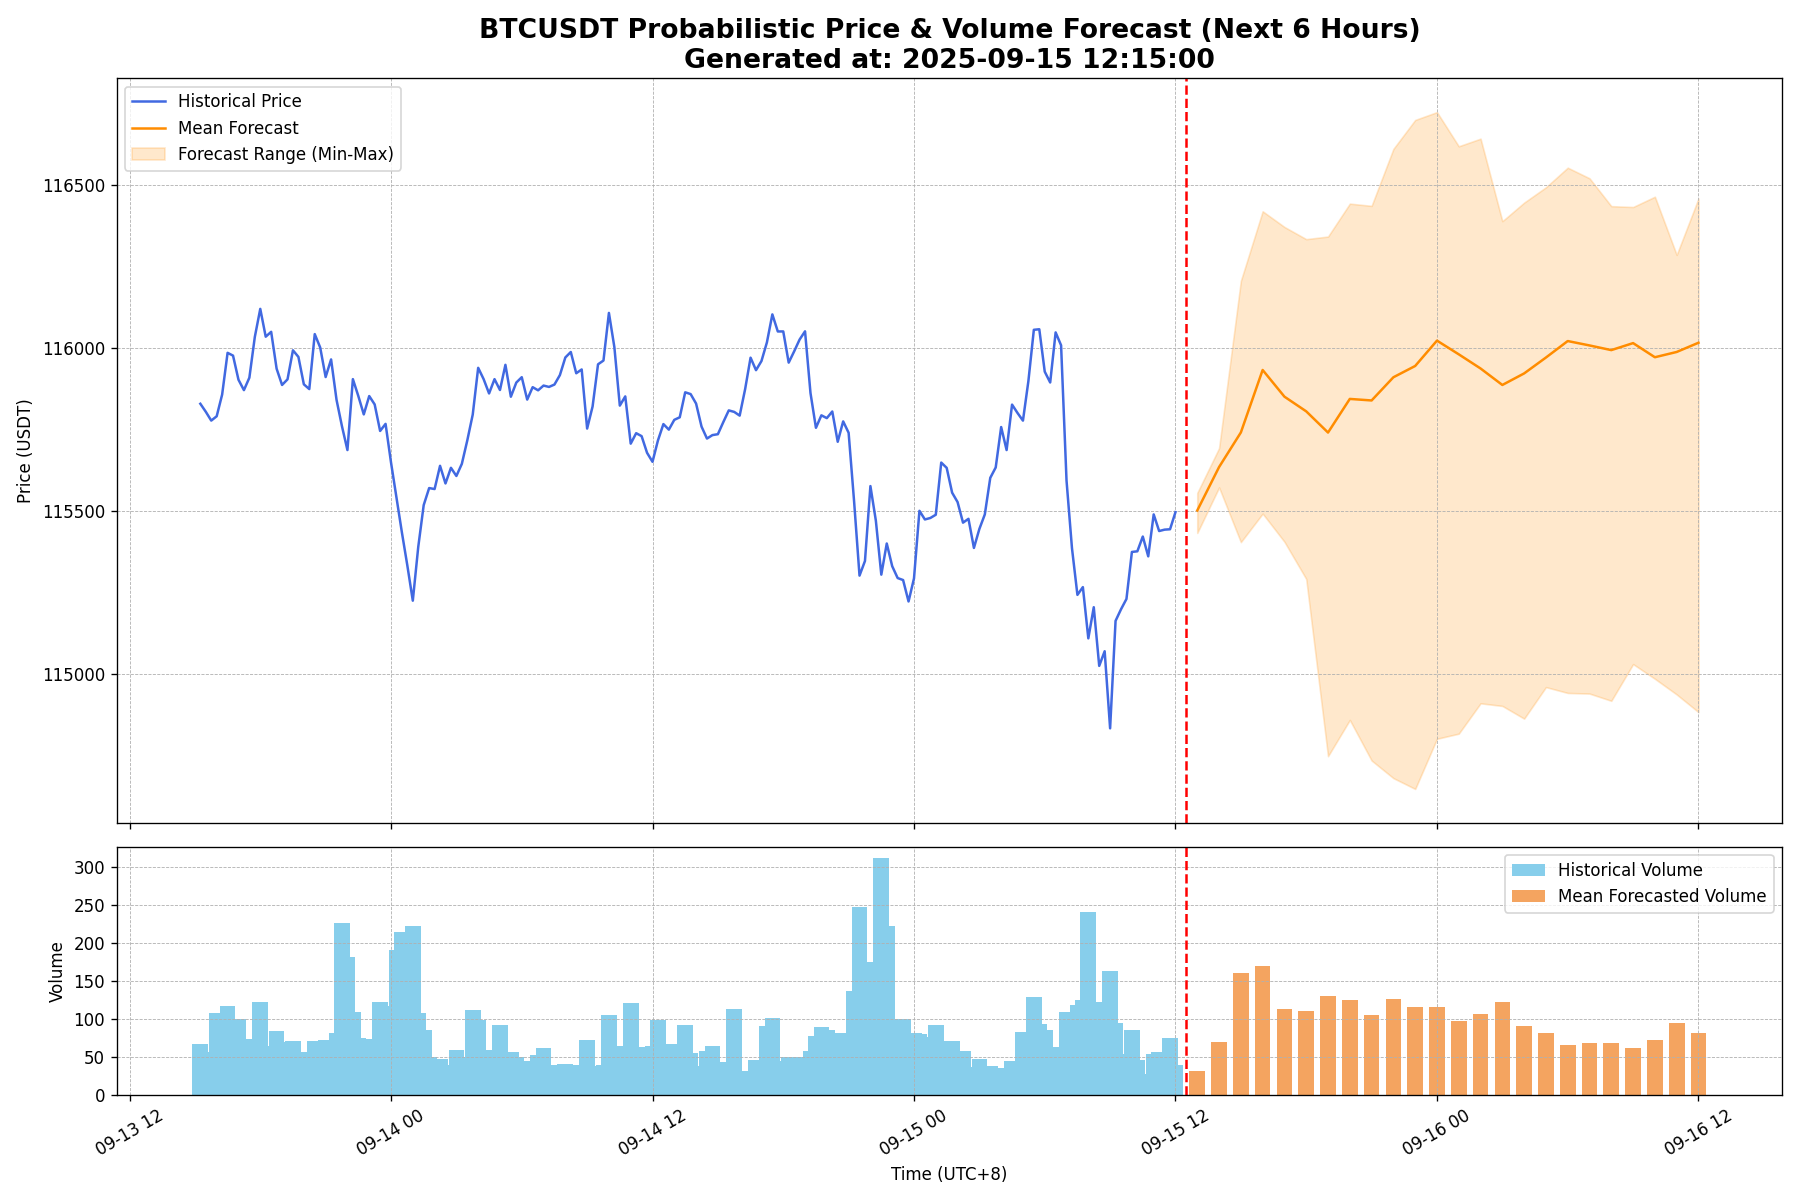 BTCUSDT Probabilistic Price & Volume Forecast (Next 6 Hours)
Generated at: 2025-09-15 12:15:00
Historical Price
Mean Forecast
Forecast Range (Min-Max)
Price (USDT)
116500
116000
115500
115000
Historical Volume
Mean Forecasted Volume
Volume
300
250
200
150
100
50
0
09-13 12
09-14 00
09-14 12
09-15 00
09-15 12
09-16 00
09-16 12
Time (UTC+8)